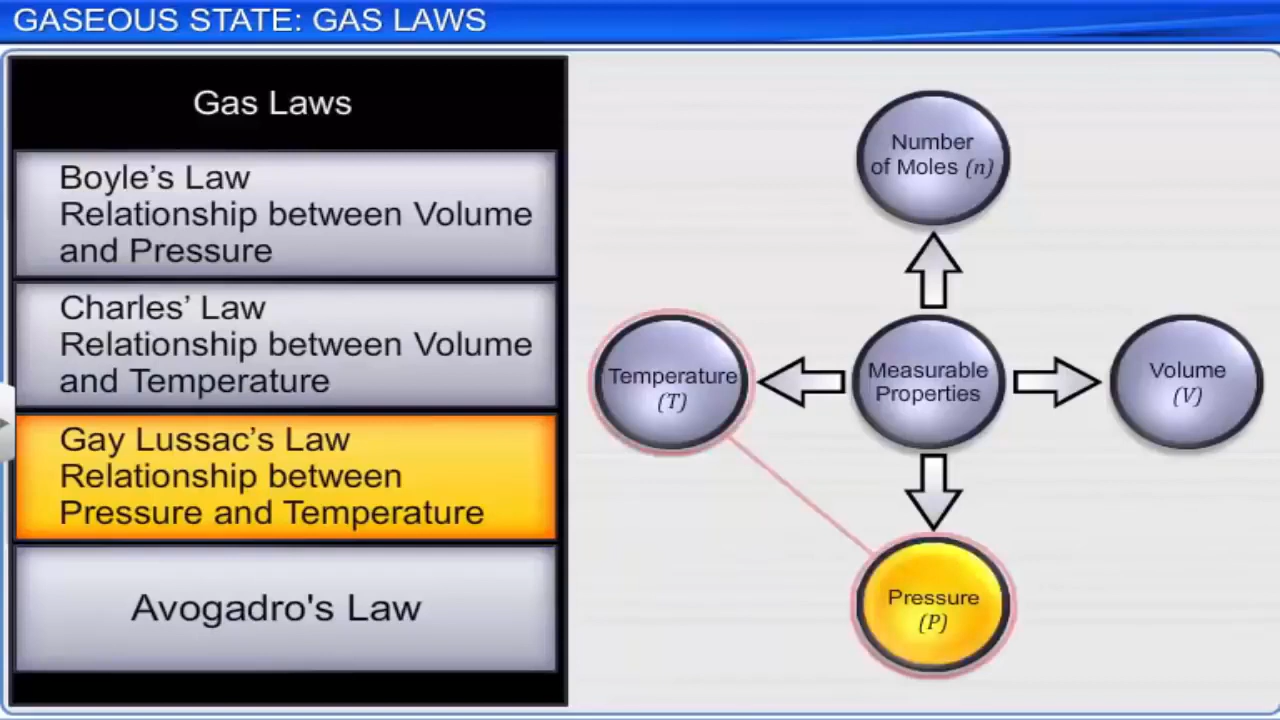 GASEOUS STATE: GAS LAWS
Gas Laws
Boyle’s Law
Relationship between Volume
and Pressure
Charles’ Law
Relationship between Volume
and Temperature
Gay Lussac’s Law
Relationship between
Pressure and Temperature
Avogadro's Law
Number
of Moles (n)
Temperature
(T)
Measurable
Properties
Volume
(V)
Pressure
(P)